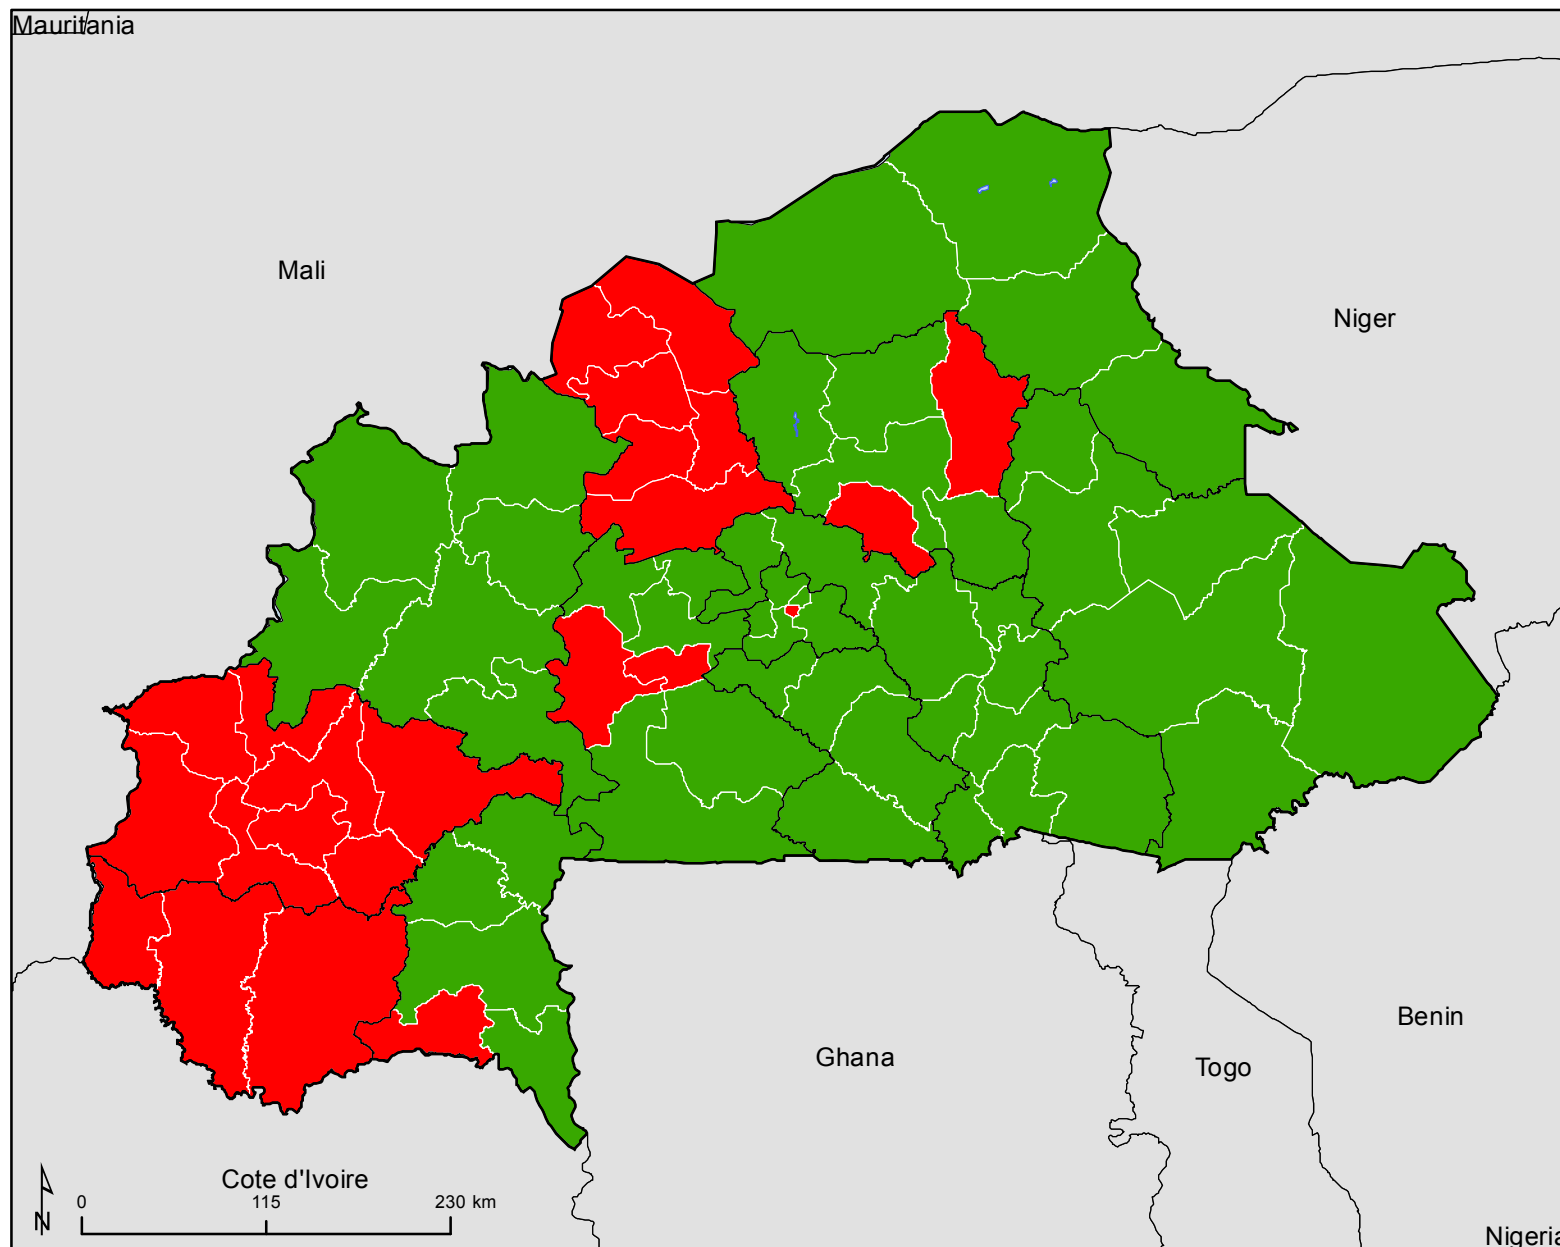 Mauritania
Mali
Niger
Benin
Ghana
Togo
Cote d'Ivoire
0 115 230 km
N
Nigeria